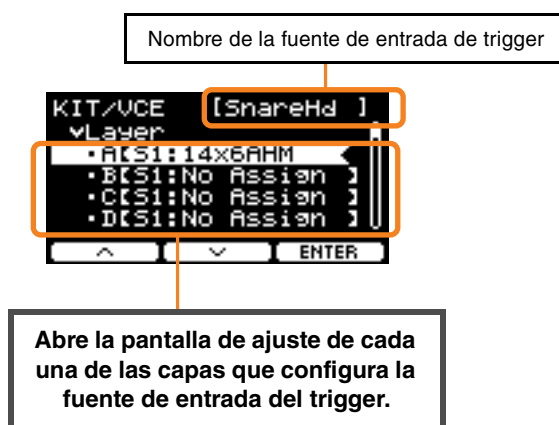 Nombre de la fuente de entrada de trigger
KIT/VCE [SnareHd ]
Layer
•A[S1:14x6AHM
•B[S1:No Assign ]
•C[S1:No Assign ]
•D[S1:No Assign ]
ENTER
Abre la pantalla de ajuste de cada
una de las capas que configura la
fuente de entrada del trigger.